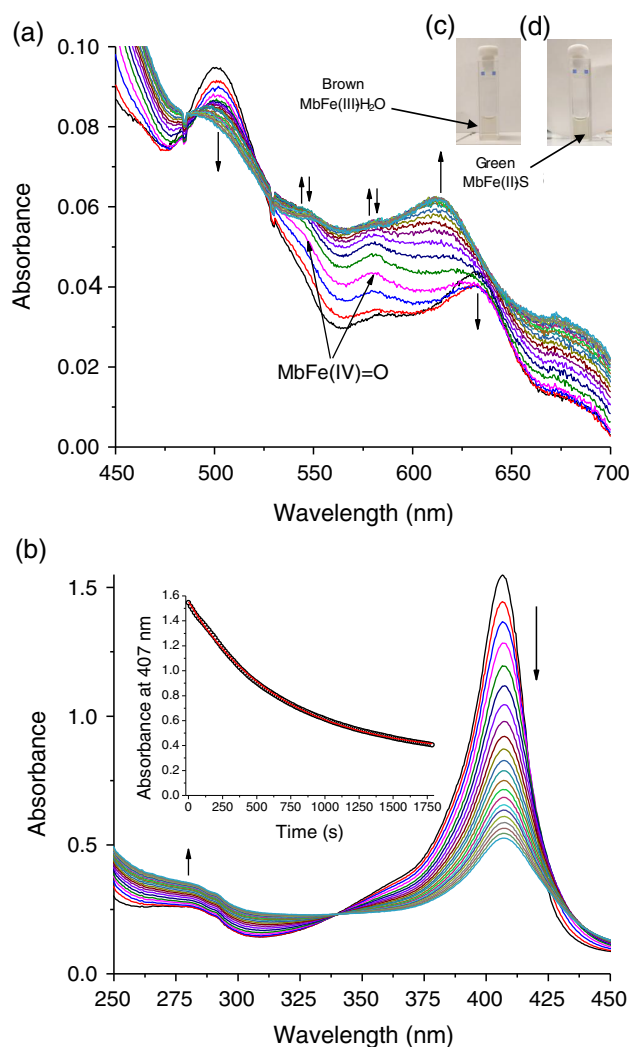 (a)
(c)
(d)
0.10
0.08
0.06
0.04
0.02
0.00
Absorbance
Brown
MbFe(III)-H₂O
Green
MbFe(II)-S
MbFe(IV)=O
450 500 550 600 650 700
Wavelength (nm)
(b)
1.5
1.0
0.5
0.0
Absorbance
1.6
1.4
1.2
1.0
0.8
0.6
0.4
0.2
0.0
Absorbance at 407 nm
0 250 500 750 1000 1250 1500 1750
Time (s)
250 275 300 325 350 375 400 425 450
Wavelength (nm)